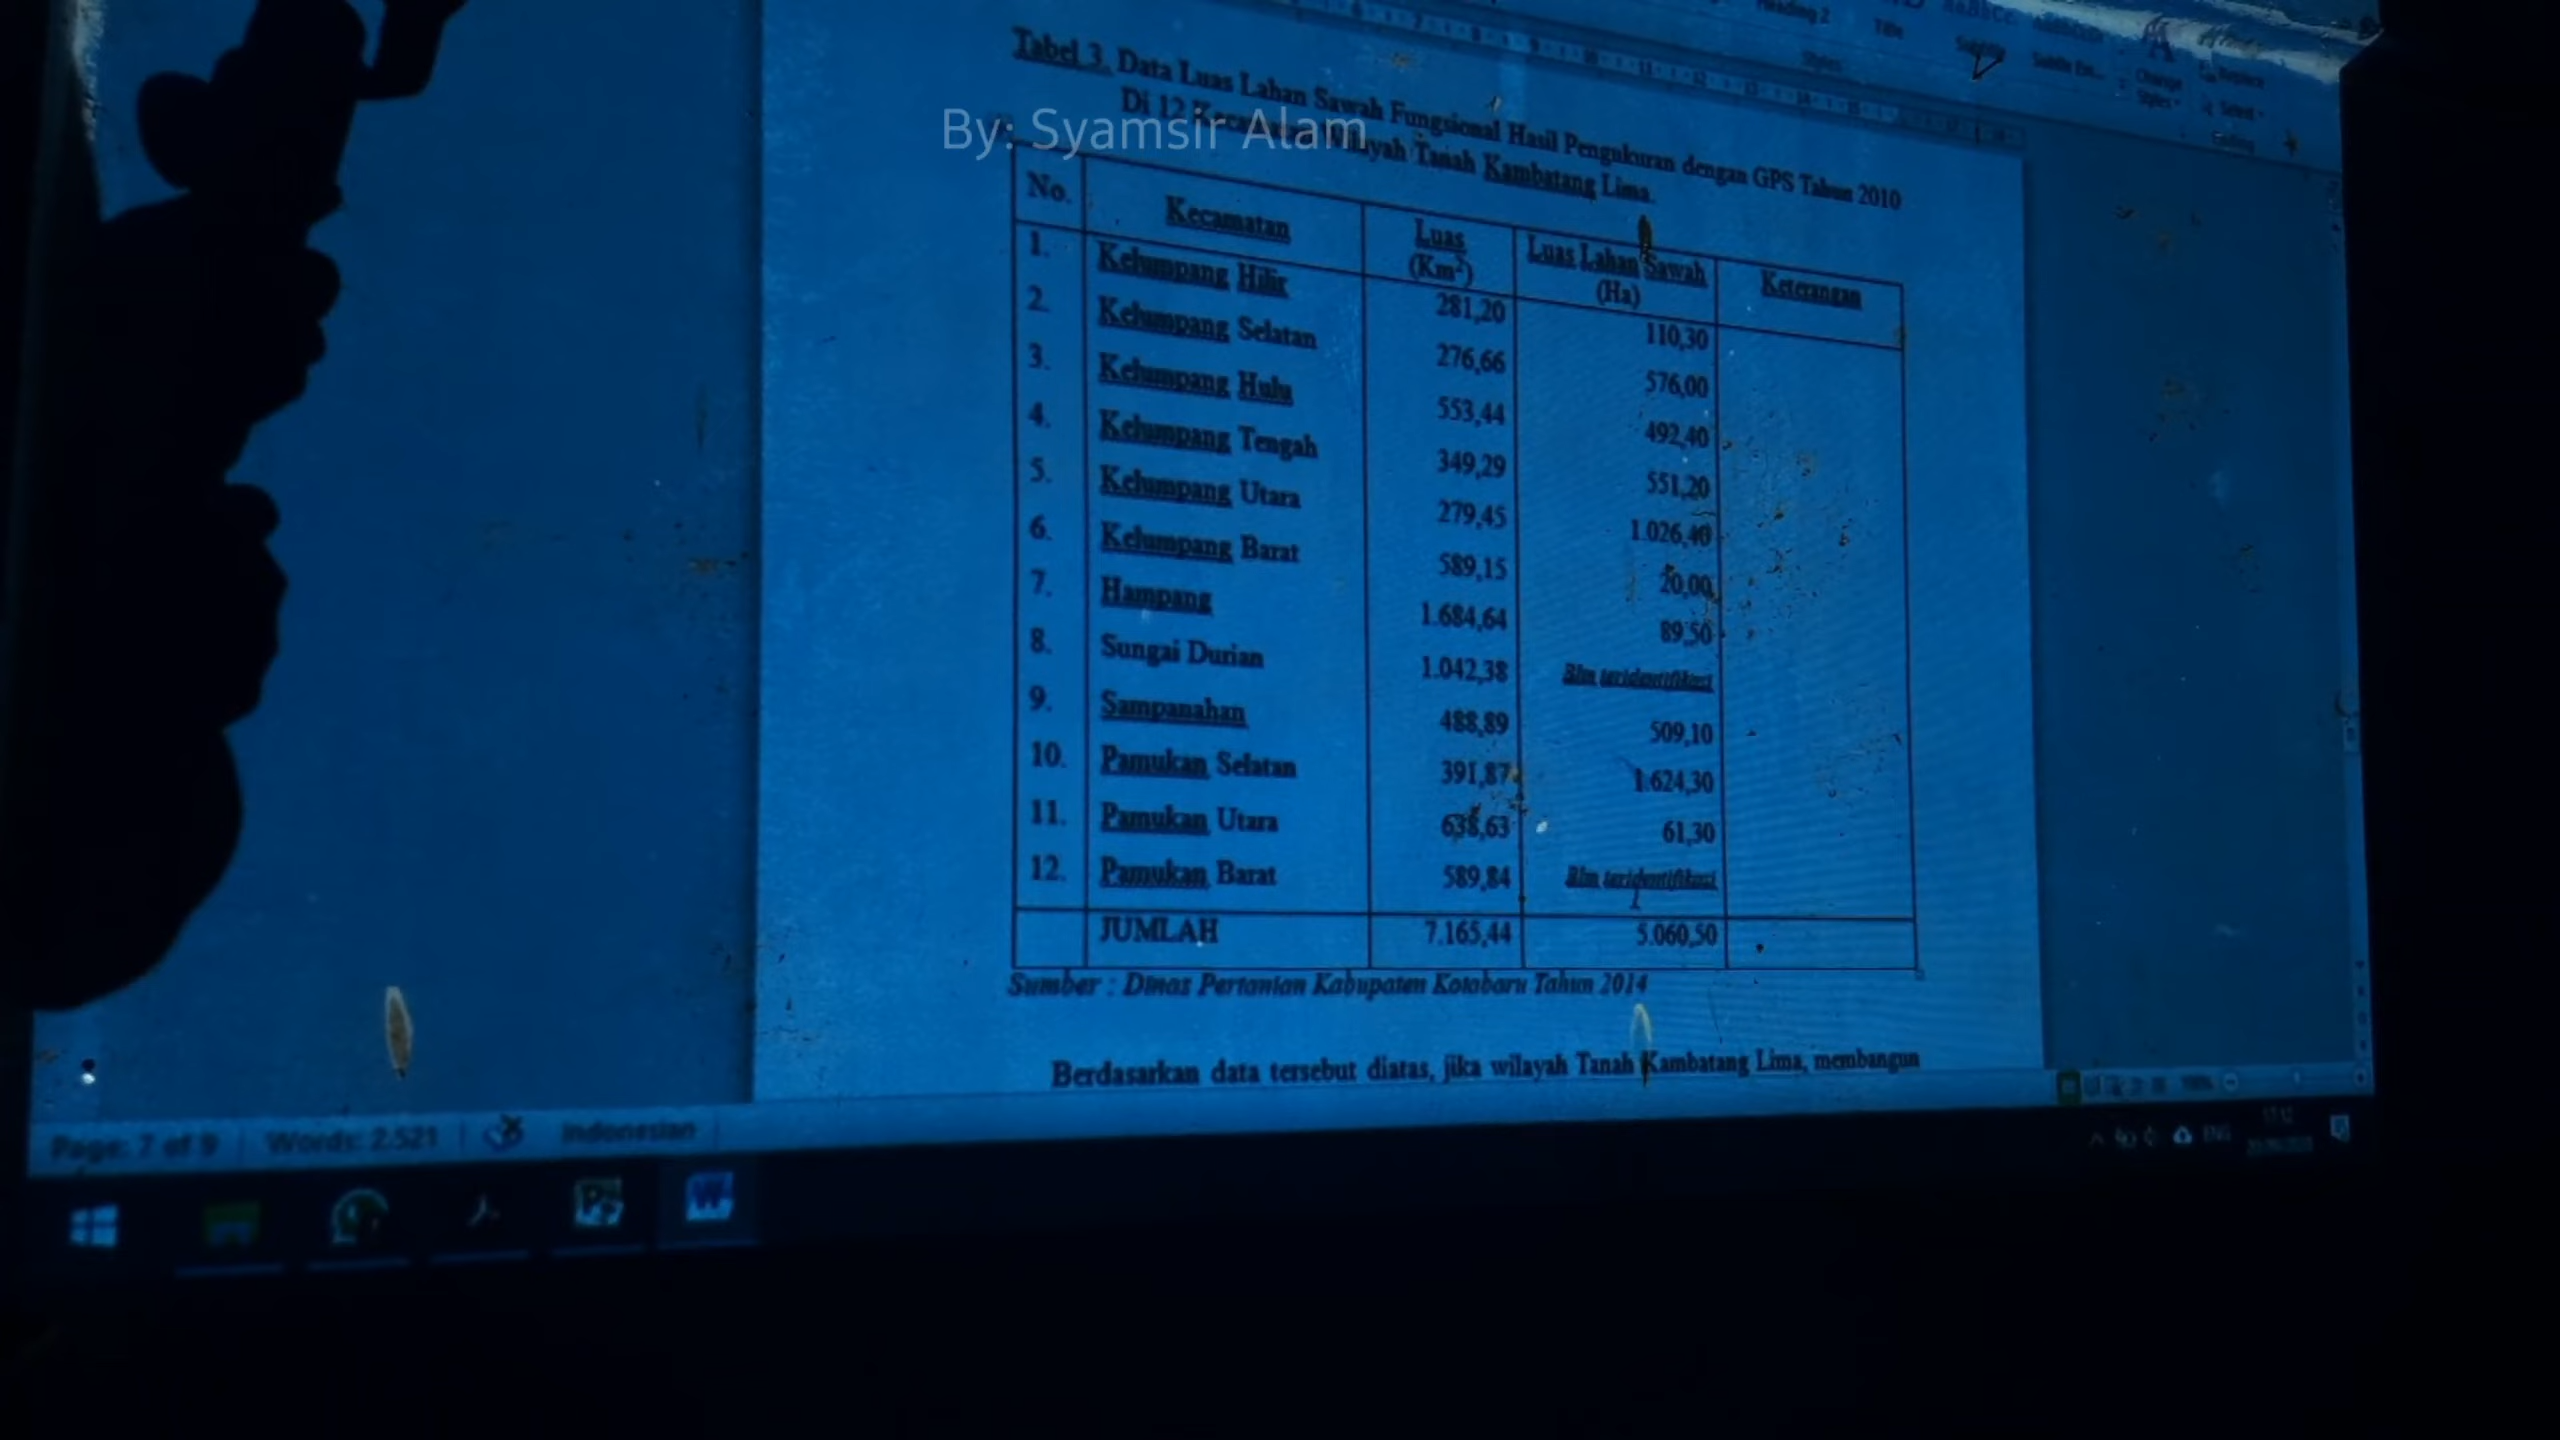 Heading 2
Title
Change
Styles
Tabel 3. Data Luas Lahan Sawah Fungsional Hasil Pengukuran dengan GPS Tahun 2010
Di 12 Kecamatan Wilayah Tanah Kambatang Lima.
By: Syamsir Alam
No. Kecamatan Luas (Km²) Luas Lahan Sawah (Ha) Keterangan
1. Kelumpang Hilir 281,20 110,30
2. Kelumpang Selatan 276,66 576,00
3. Kelumpang Hulu 553,44 492,40
4. Kelumpang Tengah 349,29 551,20
5. Kelumpang Utara 279,45 1.026,40
6. Kelumpang Barat 589,15 20,00
7. Hampang 1.684,64 89,50
8. Sungai Durian 1.042,38 Blm teridentifikasi
9. Sampanahan 488,89 509,10
10. Pamukan Selatan 391,87 1.624,30
11. Pamukan Utara 638,63 61,30
12. Pamukan Barat 589,84 Blm teridentifikasi
JUMLAH 7.165,44 5.060,50
Sumber : Dinas Pertanian Kabupaten Kotabaru Tahun 2014
Berdasarkan data tersebut diatas, jika wilayah Tanah Kambatang Lima, membangun
Page: 7 of 9 Words: 2.521 Indonesian
ENG